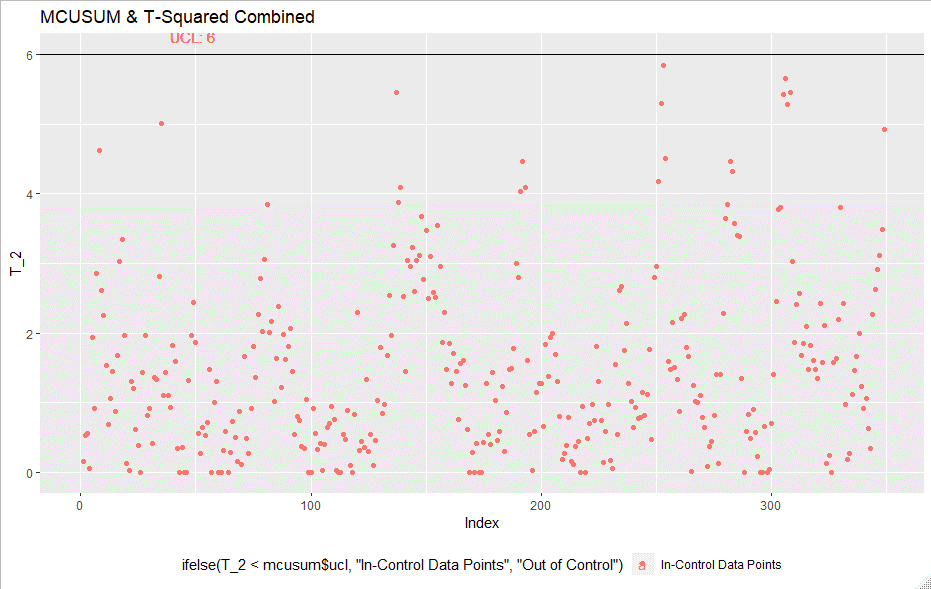 MCUSUM & T-Squared Combined
UCL: 6
6
4
2
0
T_2
0 100 200 300
Index
ifelse(T_2 < mcusum$ucl, "In-Control Data Points", "Out of Control") a In-Control Data Points